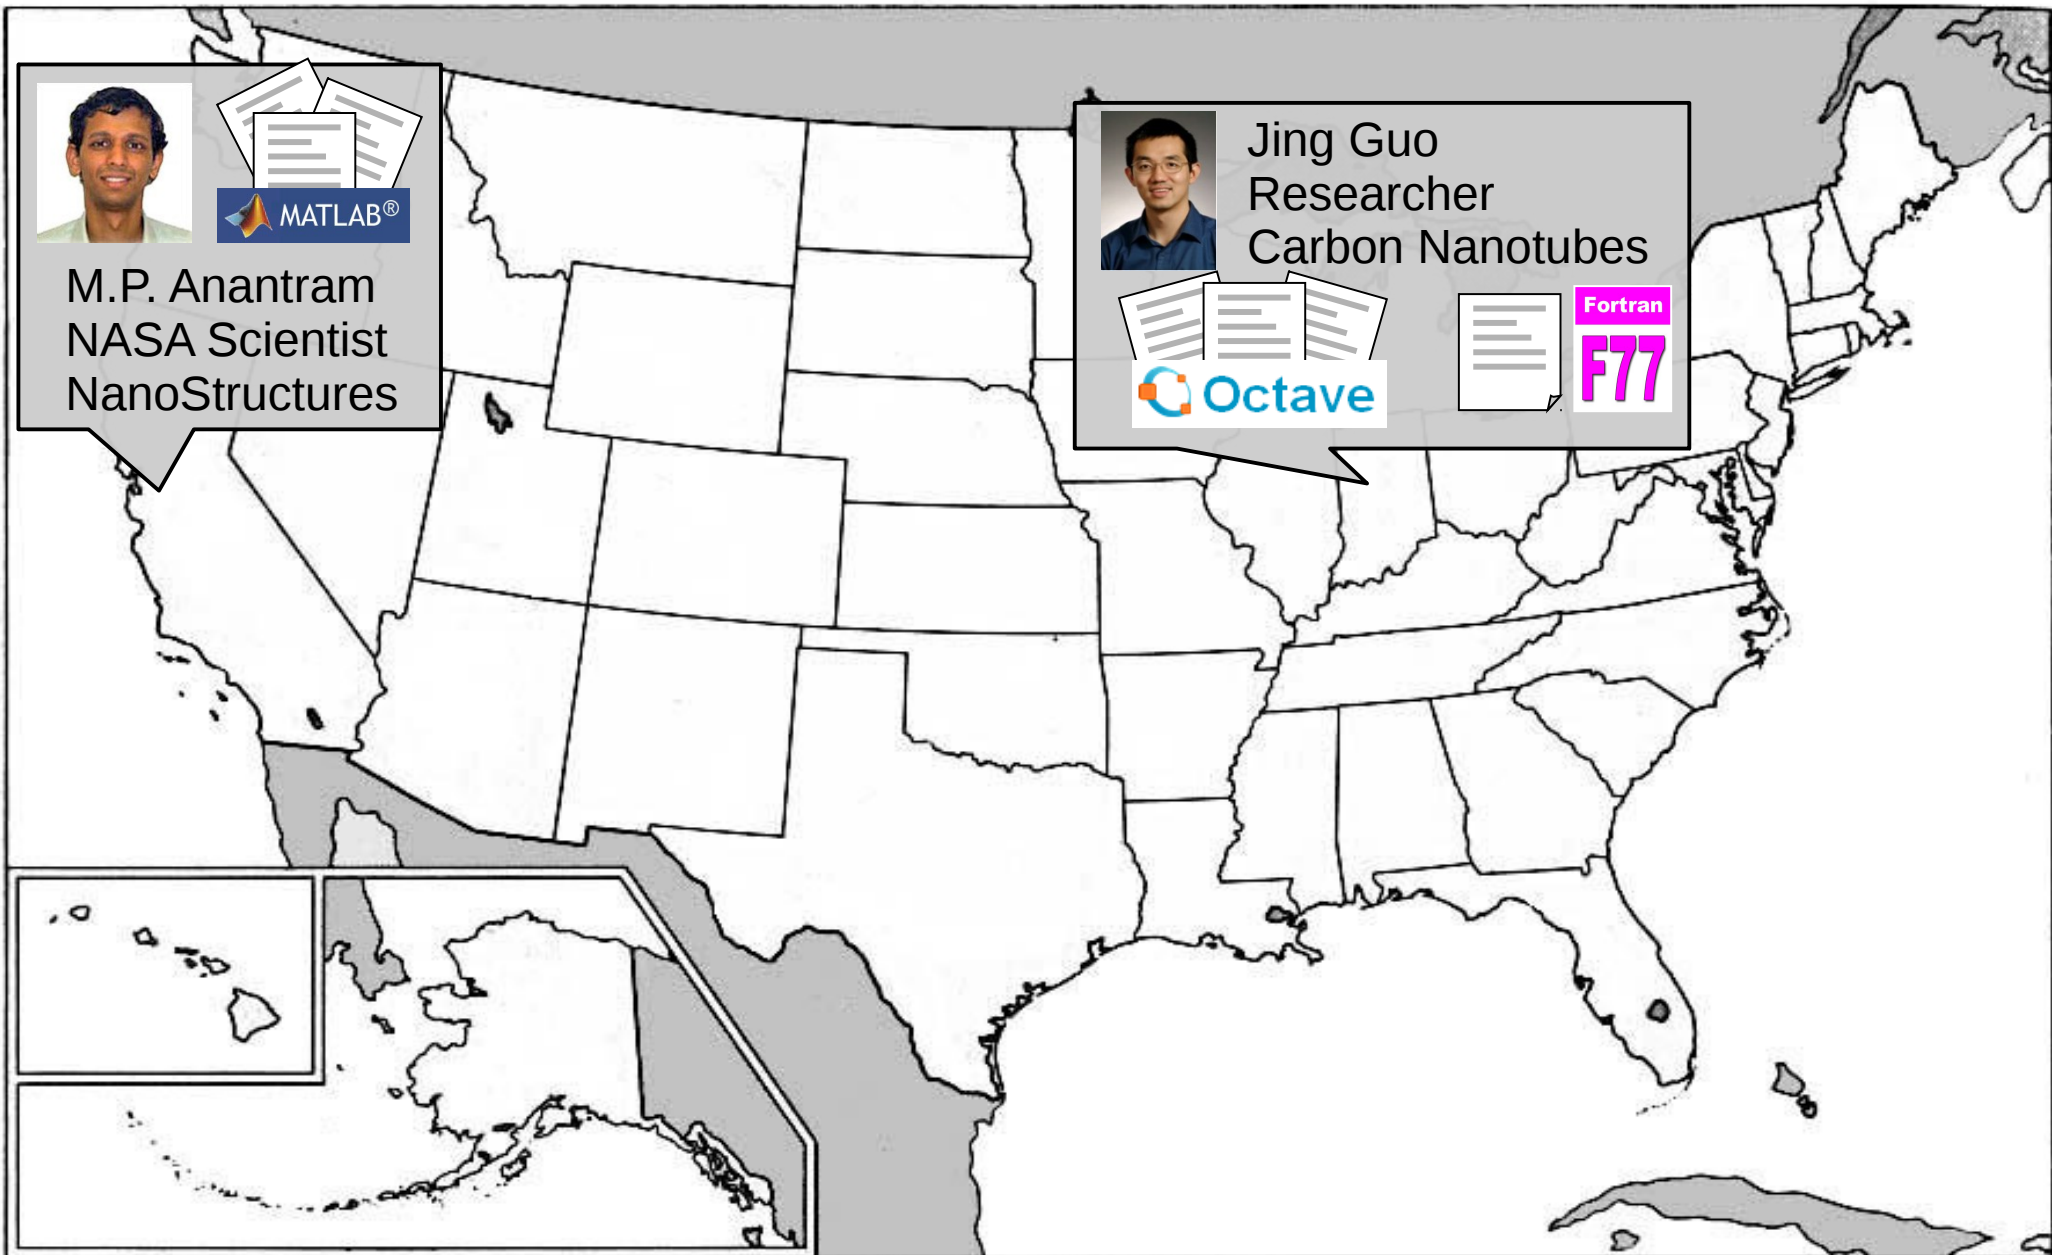 MATLAB®
M.P. Anantram
NASA Scientist
NanoStructures
Jing Guo
Researcher
Carbon Nanotubes
Octave
Fortran
F77